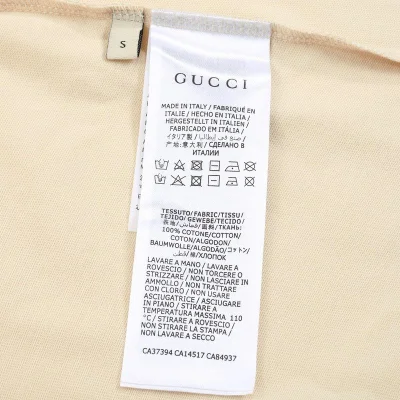 S
GUCCI
MADE IN ITALY / FABRIQUÉ EN
ITALIE / HECHO EN ITALIA /
HERGESTELLT IN ITALIEN /
FABRICADO EM ITÁLIA /
イタリア製 / صنع في إيطاليا /
产地:意大利 / СДЕЛАНО В
ИТАЛИИ
TESSUTO/FABRIC/TISSU/
TEJIDO/GEWEBE/TECIDO/
表地/قماش/面料/ТКАНЬ:
100% COTONE/COTTON/
COTON/ALGODON/
BAUMWOLLE/ALGODÃO/コットン/
قطن/棉/ХЛОПОК
LAVARE A MANO / LAVARE A
ROVESCIO / NON TORCERE O
STRIZZARE / NON LASCIARE IN
AMMOLLO / NON TRATTARE
CON CLORO / NON USARE
ASCIUGATRICE / ASCIUGARE
IN PIANO / STIRARE A
TEMPERATURA MASSIMA 110
°C / STIRARE A ROVESCIO /
NON STIRARE LA STAMPA /
NON LAVARE A SECCO
CA37394 CA14517 CA84937